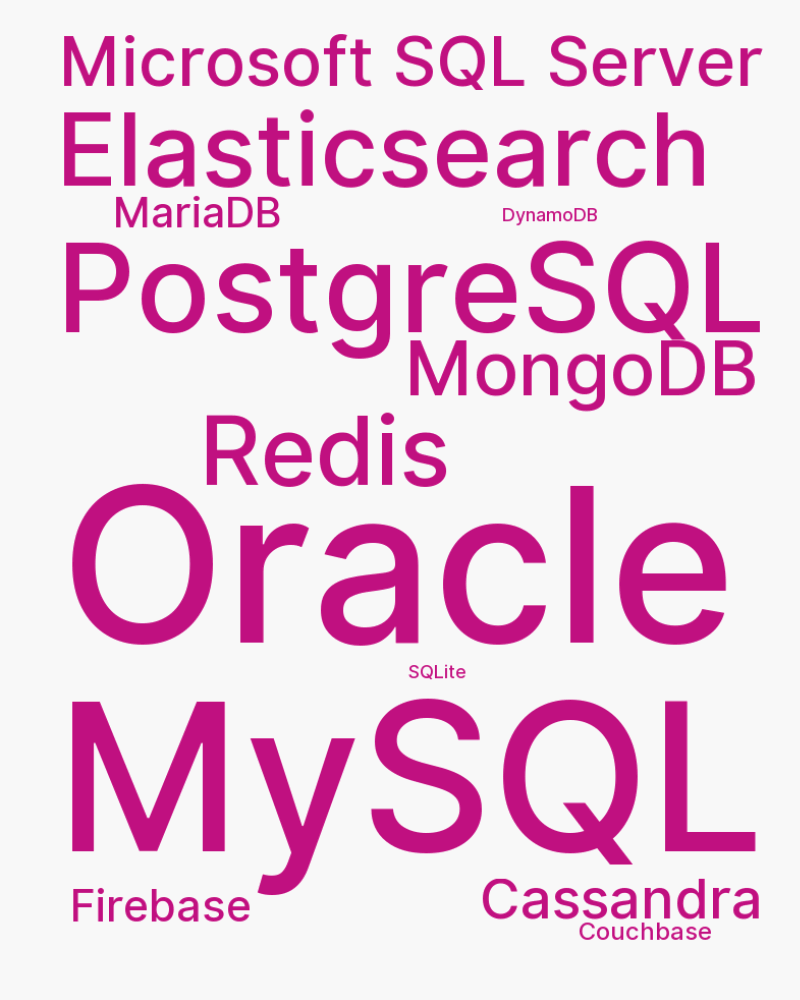 Microsoft SQL Server
Elasticsearch
MariaDB
DynamoDB
PostgreSQL
MongoDB
Redis
Oracle
SQLite
MySQL
Firebase
Cassandra
Couchbase